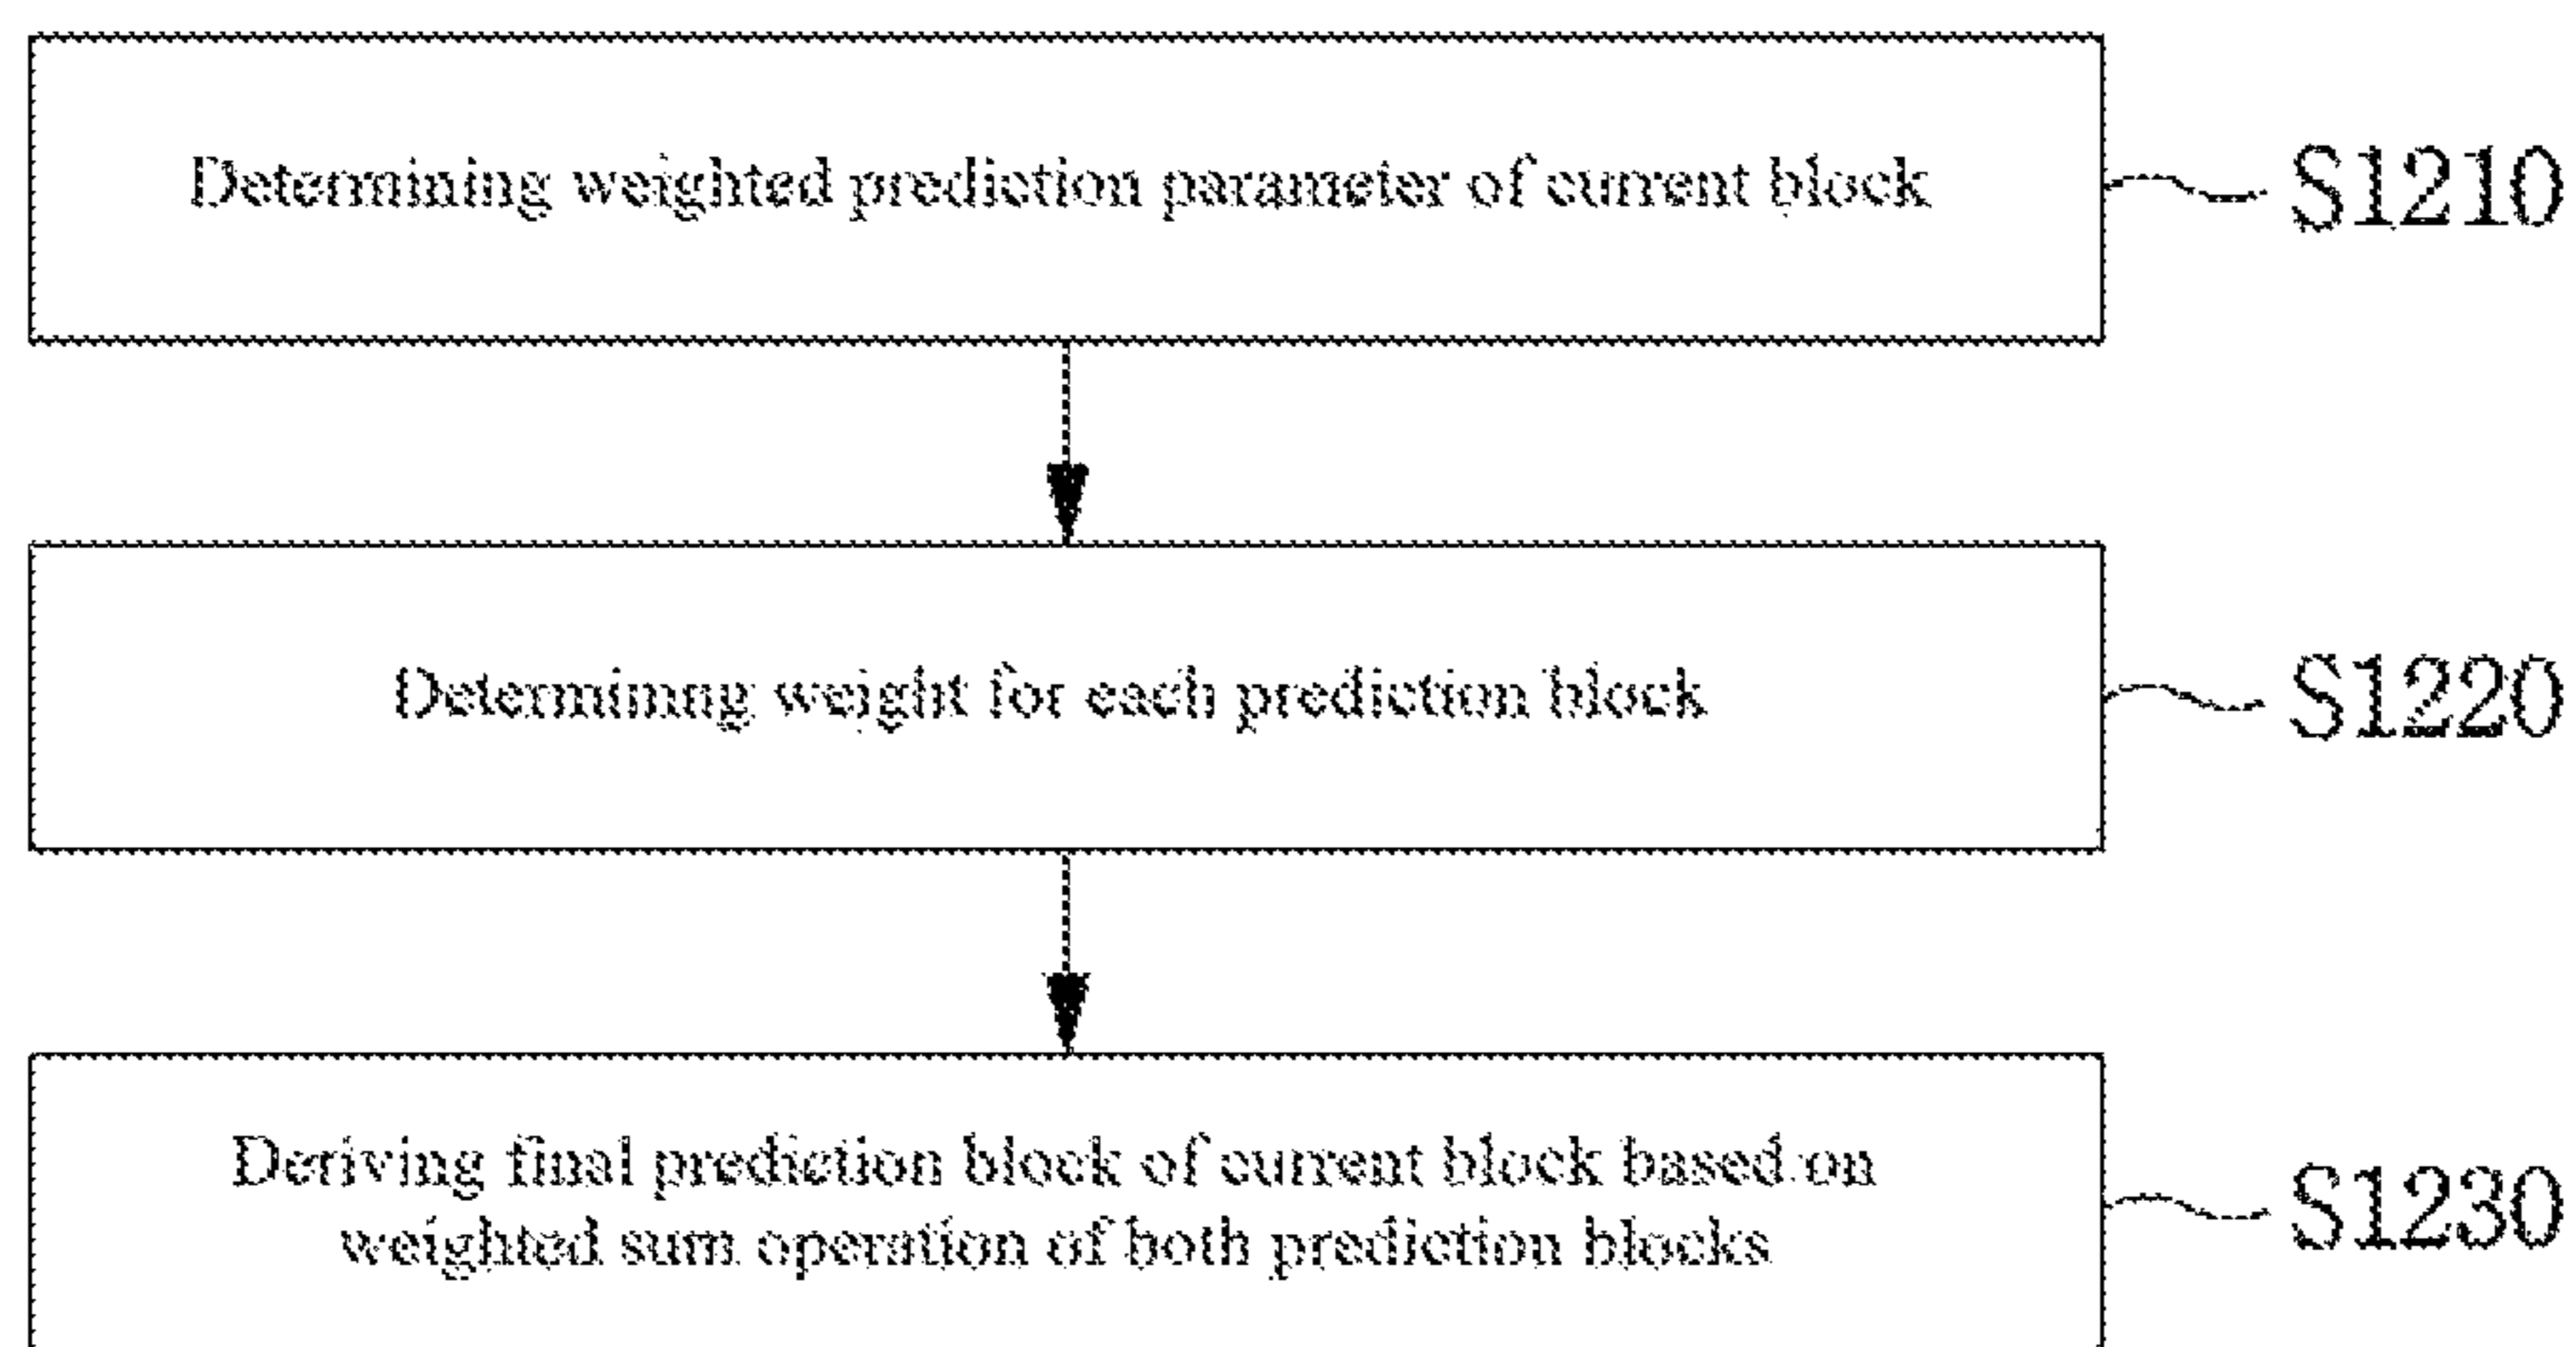 Determining weighted prediction parameter of current block
S1210
Determining weight for each prediction block
S1220
Deriving final prediction block of current block based on
weighted sum operation of both prediction blocks
S1230